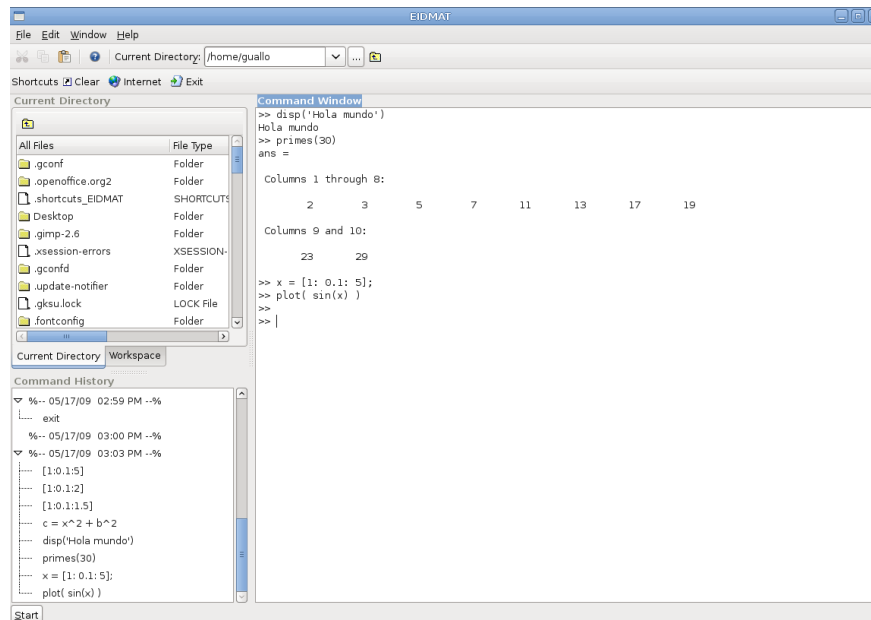 EIDMAT
File Edit Window Help
Current Directory: /home/guallo ...
Shortcuts Clear Internet Exit
Current Directory
All Files File Type
.gconf Folder
.openoffice.org2 Folder
.shortcuts_EIDMAT SHORTCUTS
Desktop Folder
.gimp-2.6 Folder
.xsession-errors XSESSION-
.gconfd Folder
.update-notifier Folder
.gksu.lock LOCK File
.fontconfig Folder
Current Directory Workspace
Command History
%-- 05/17/09 02:59 PM --%
exit
%-- 05/17/09 03:00 PM --%
%-- 05/17/09 03:03 PM --%
[1:0.1:5]
[1:0.1:2]
[1:0.1:1.5]
c = x^2 + b^2
disp('Hola mundo')
primes(30)
x = [1: 0.1: 5];
plot( sin(x) )
Command Window
>> disp('Hola mundo')
Hola mundo
>> primes(30)
ans =
Columns 1 through 8:
2 3 5 7 11 13 17 19
Columns 9 and 10:
23 29
>> x = [1: 0.1: 5];
>> plot( sin(x) )
>>
>>
Start